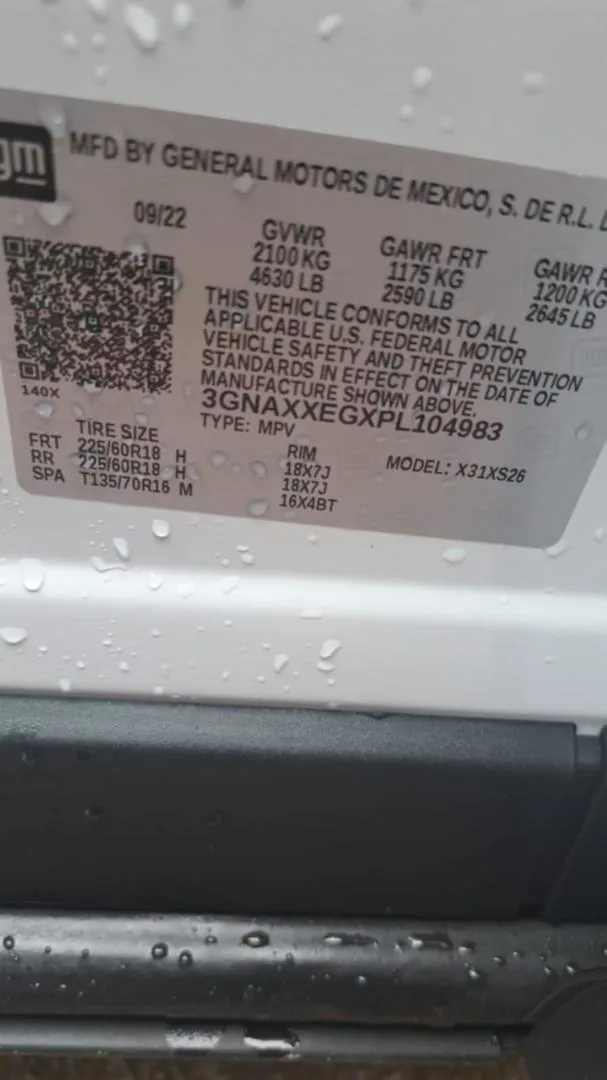 gm
MFD BY GENERAL MOTORS DE MEXICO, S. DE R.L.
09/22
GVWR
2100 KG
4630 LB
GAWR FRT
1175 KG
2590 LB
GAWR
1200 KG
2645 LB
THIS VEHICLE CONFORMS TO ALL
APPLICABLE U.S. FEDERAL MOTOR
VEHICLE SAFETY AND THEFT PREVENTION
STANDARDS IN EFFECT ON THE DATE OF
MANUFACTURE SHOWN ABOVE.
3GNAXXEGXPL104983
TYPE: MPV
140X
TIRE SIZE
RIM
MODEL: X31XS26
FRT 225/60R18 H 18X7J
RR 225/60R18 H 18X7J
SPA T135/70R16 M 16X4BT